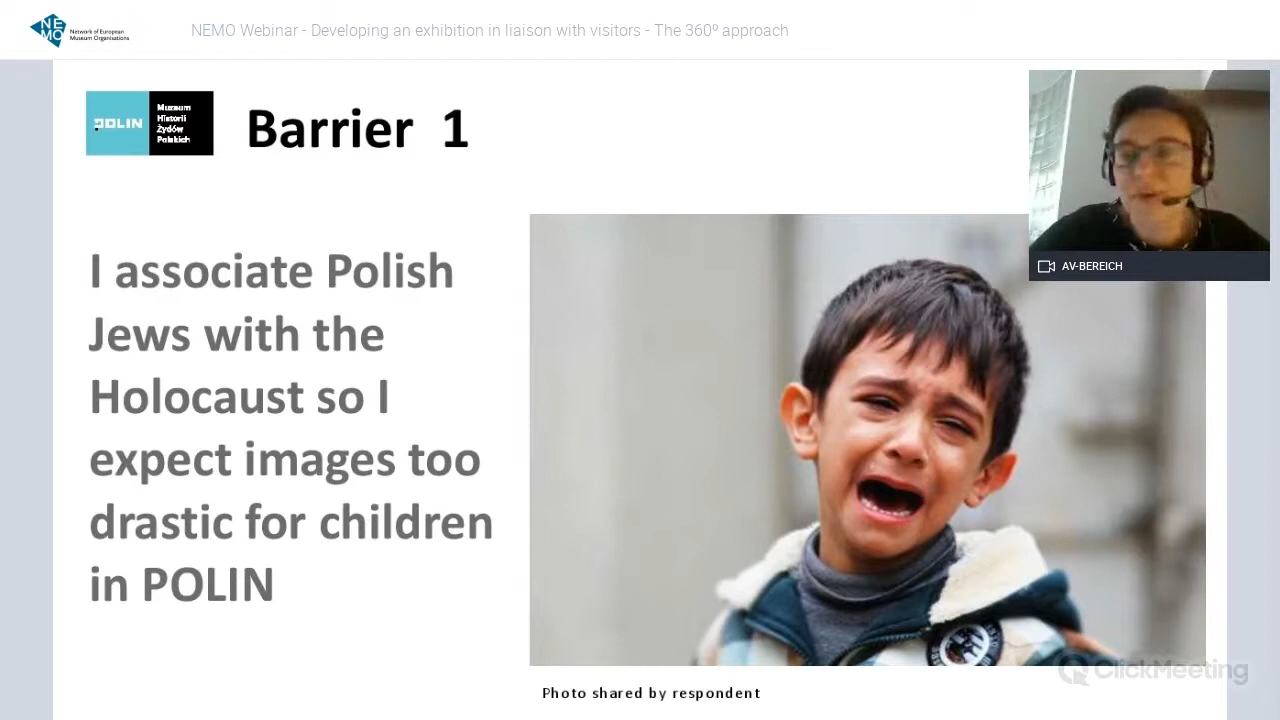 NE
MO
Network of European
Museum Organisations
NEMO Webinar - Developing an exhibition in liaison with visitors - The 360º approach
POLIN
Muzeum
Historii
Żydów
Polskich
Barrier 1
I associate Polish
Jews with the
Holocaust so I
expect images too
drastic for children
in POLIN
AV-BEREICH
ClickMeeting
Photo shared by respondent